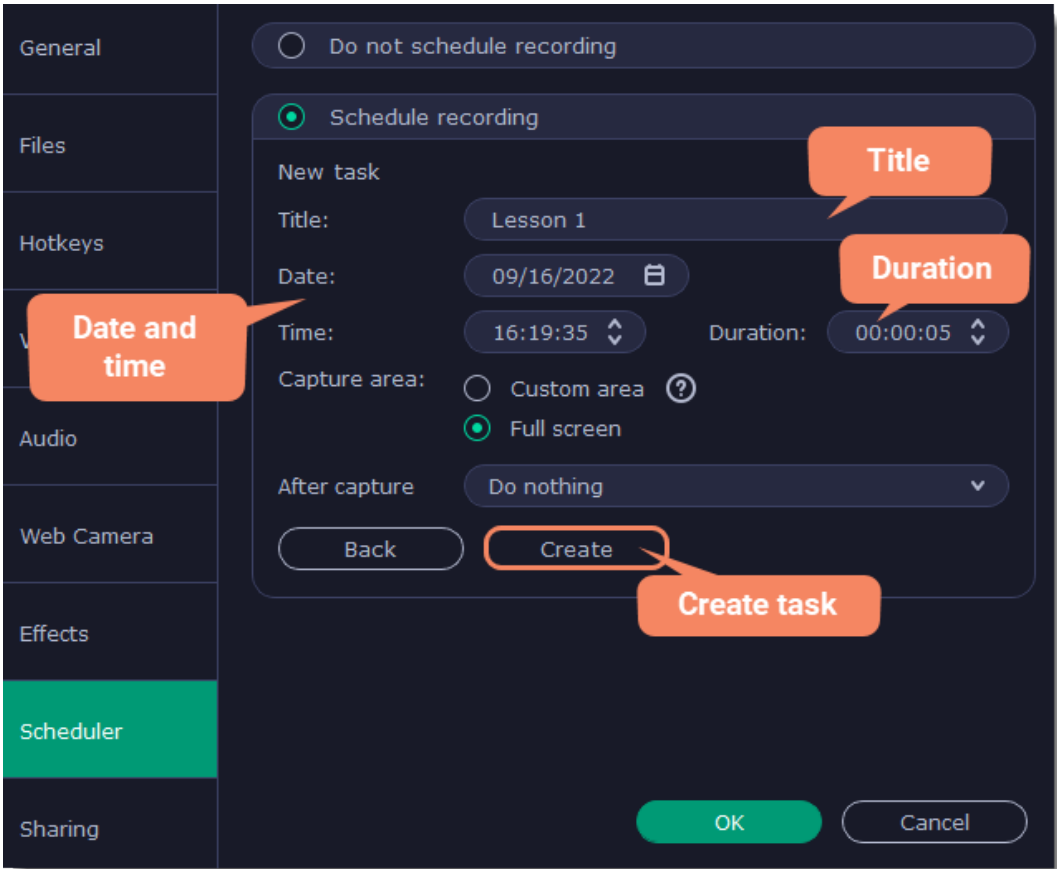 General
Files
Hotkeys
Audio
Web Camera
Effects
Scheduler
Sharing
Do not schedule recording
Schedule recording
New task
Title
Title: Lesson 1
Duration
Date: 09/16/2022
Date and
time
Time: 16:19:35 Duration: 00:00:05
Capture area: Custom area ?
Full screen
After capture Do nothing
Back Create
Create task
OK Cancel